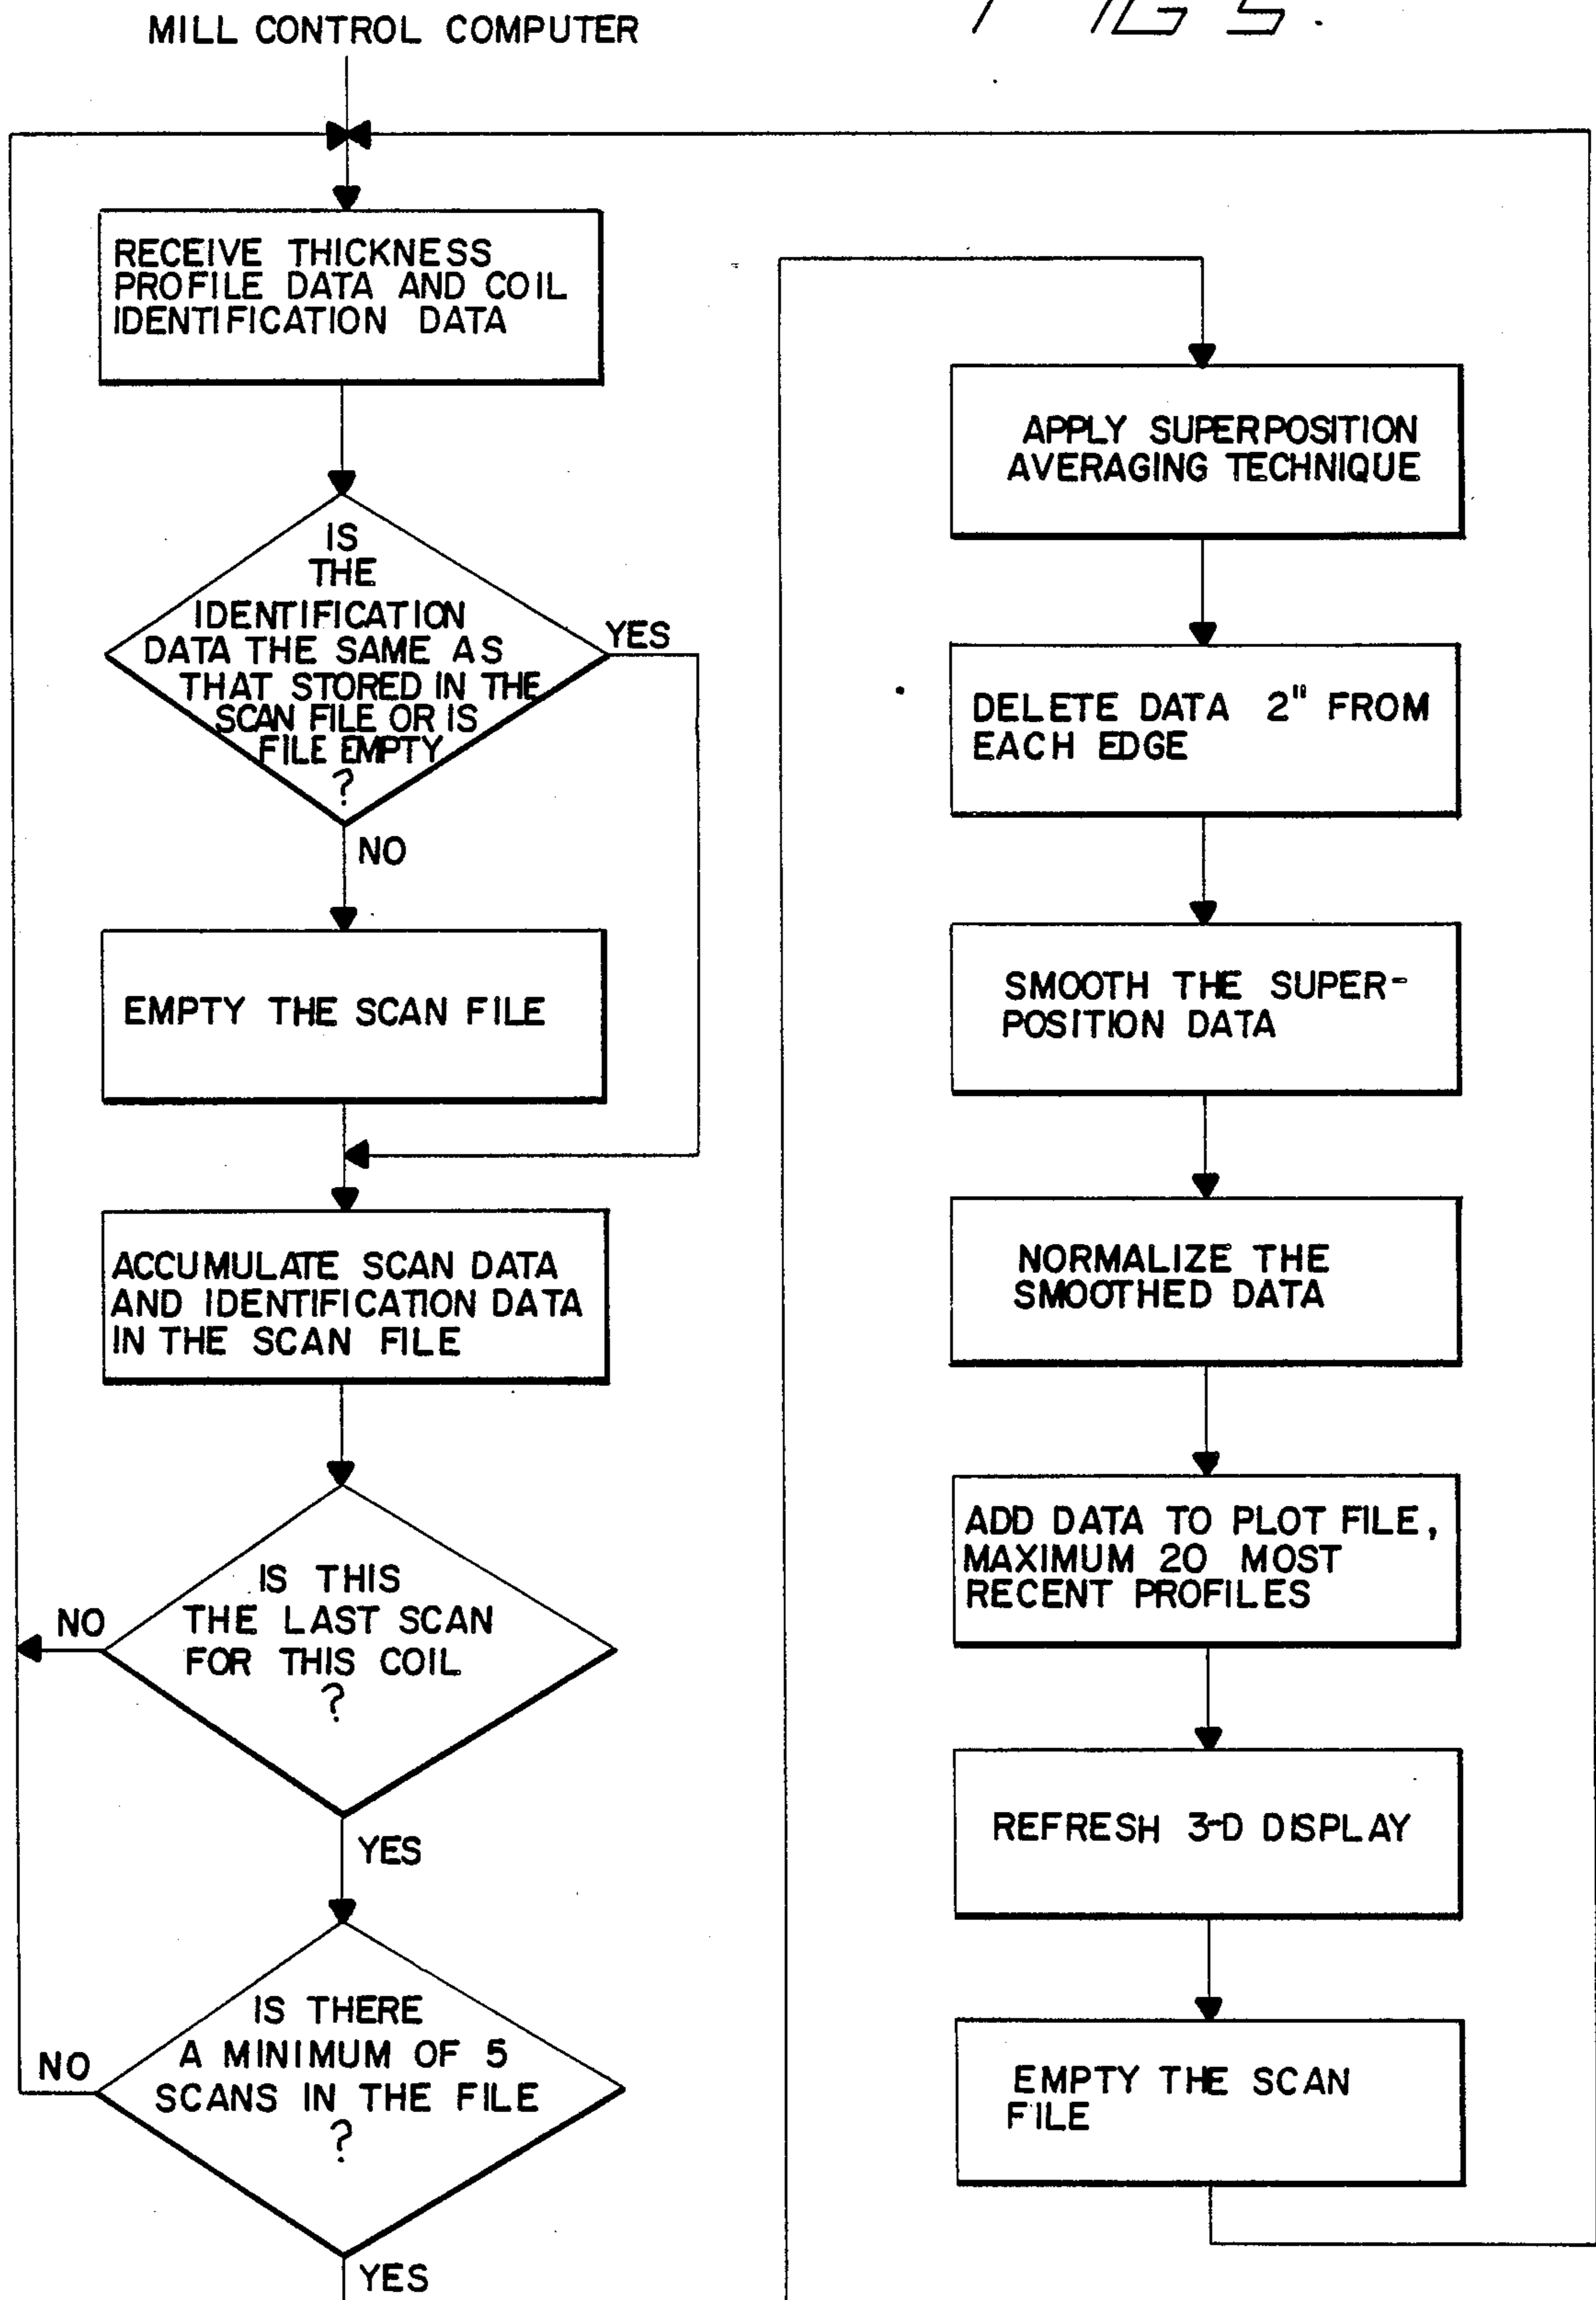 FIG 5.
MILL CONTROL COMPUTER
RECEIVE THICKNESS
PROFILE DATA AND COIL
IDENTIFICATION DATA
IS
THE
IDENTIFICATION
DATA THE SAME AS
THAT STORED IN THE
SCAN FILE OR IS
FILE EMPTY
?
YES
NO
EMPTY THE SCAN FILE
ACCUMULATE SCAN DATA
AND IDENTIFICATION DATA
IN THE SCAN FILE
IS THIS
THE LAST SCAN
FOR THIS COIL
?
NO
YES
IS THERE
A MINIMUM OF 5
SCANS IN THE FILE
?
NO
YES
APPLY SUPERPOSITION
AVERAGING TECHNIQUE
DELETE DATA 2" FROM
EACH EDGE
SMOOTH THE SUPER-
POSITION DATA
NORMALIZE THE
SMOOTHED DATA
ADD DATA TO PLOT FILE,
MAXIMUM 20 MOST
RECENT PROFILES
REFRESH 3-D DISPLAY
EMPTY THE SCAN
FILE